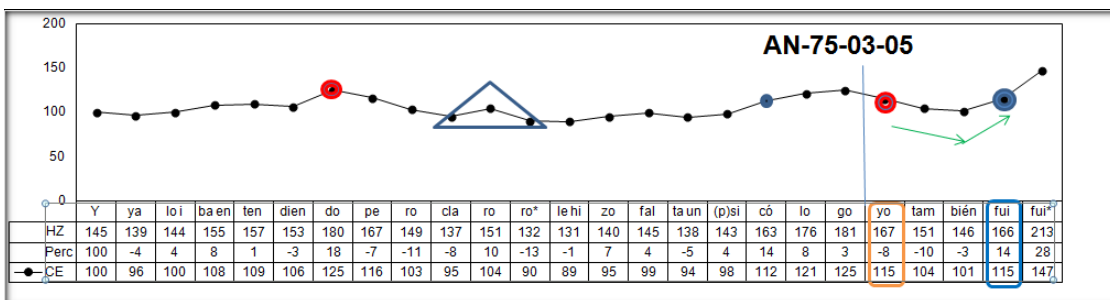 200
AN-75-03-05
150
100
50
0
Y ya lo i ba en ten dien do pe ro cla ro ro* le hi zo fal ta un (p)si có lo go yo tam bién fui fui*
HZ 145 139 144 155 157 153 180 167 149 137 151 132 131 140 145 138 143 163 176 181 167 151 146 166 213
Perc 100 -4 4 8 1 -3 18 -7 -11 -8 10 -13 -1 7 4 -5 4 14 8 3 -8 -10 -3 14 28
CE 100 96 100 108 109 106 125 116 103 95 104 90 89 95 99 94 98 112 121 125 115 104 101 115 147